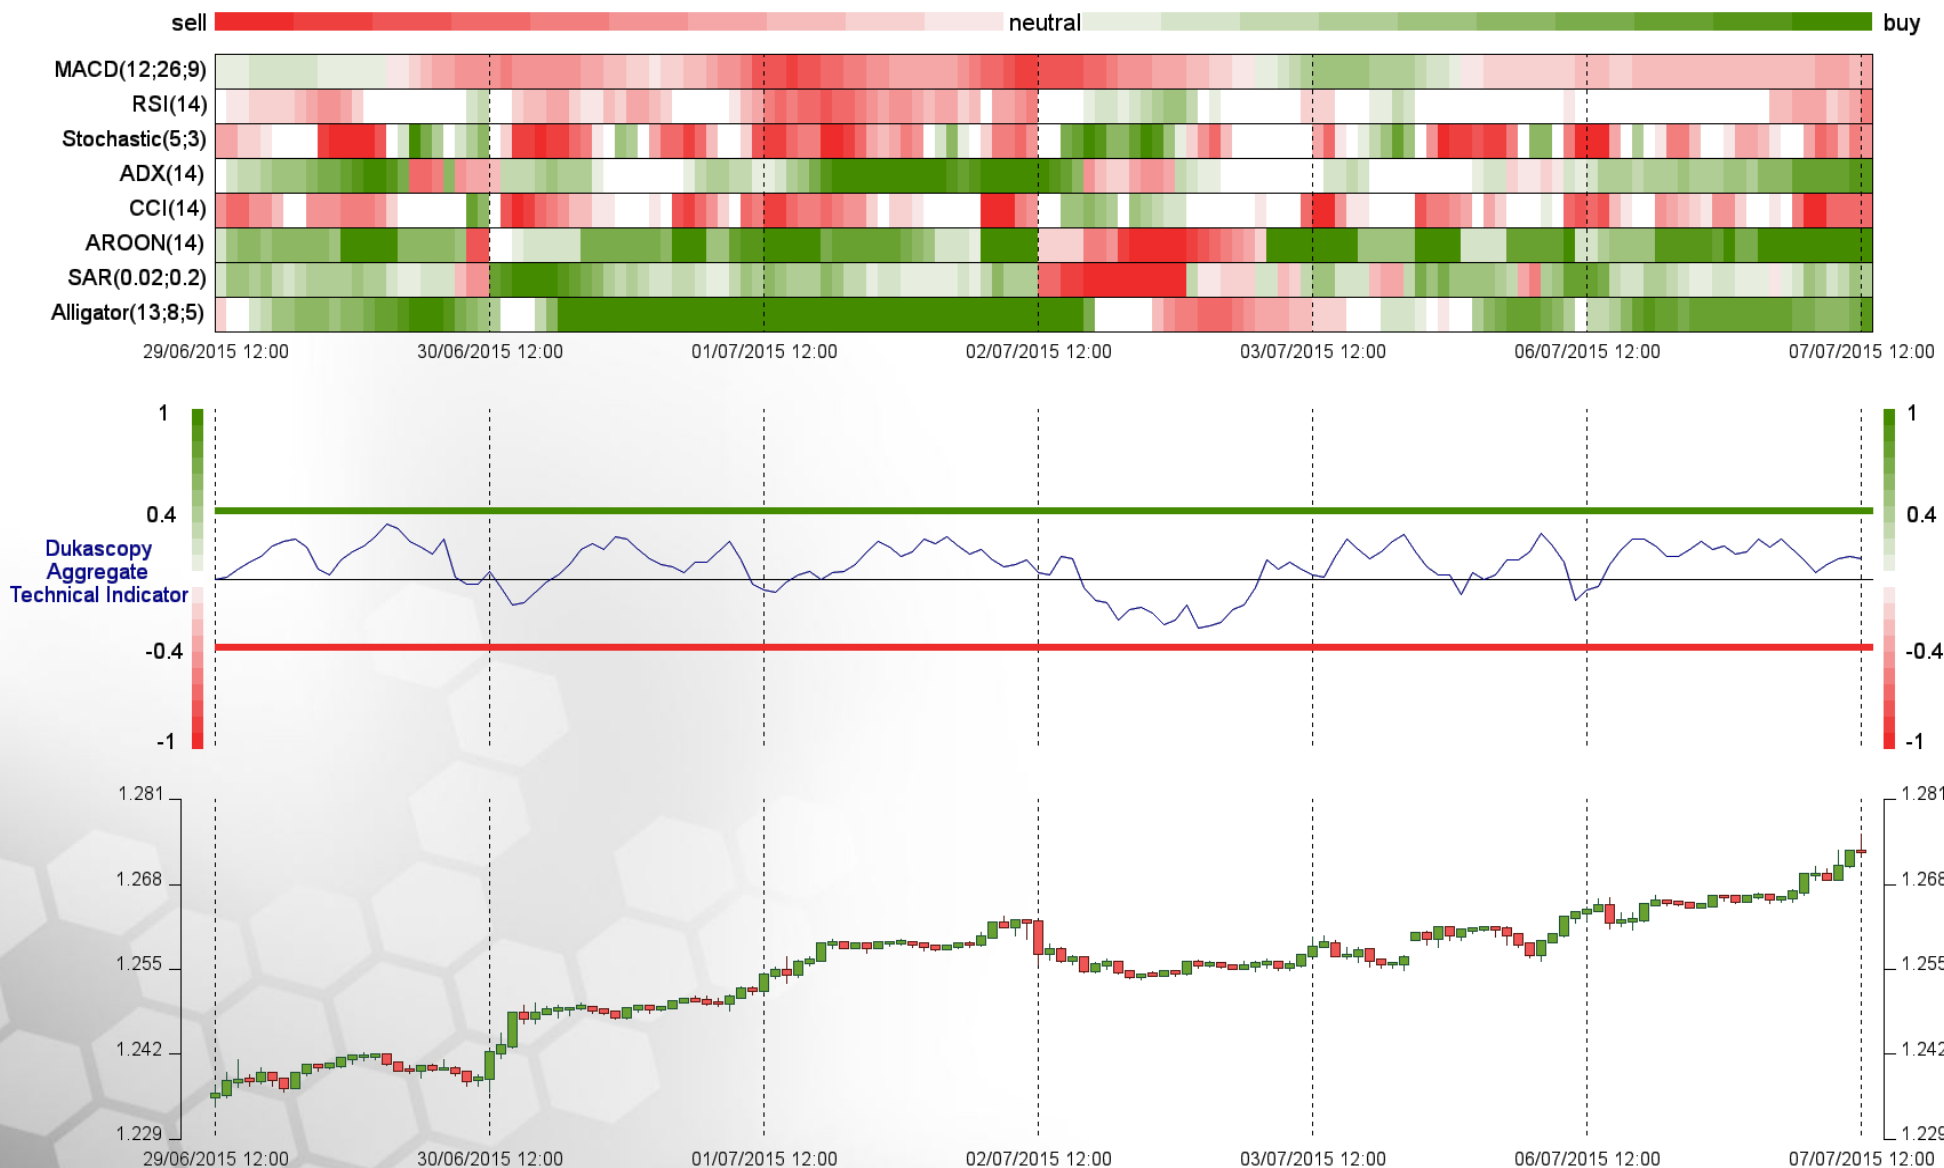 sell neutral buy
MACD(12;26;9)
RSI(14)
Stochastic(5;3)
ADX(14)
CCI(14)
AROON(14)
SAR(0.02;0.2)
Alligator(13;8;5)
29/06/2015 12:00 30/06/2015 12:00 01/07/2015 12:00 02/07/2015 12:00 03/07/2015 12:00 06/07/2015 12:00 07/07/2015 12:00
1 1
0.4 0.4
Dukascopy
Aggregate
Technical Indicator
-0.4 -0.4
-1 -1
1.281 1.281
1.268 1.268
1.255 1.255
1.242 1.242
1.229 1.229
29/06/2015 12:00 30/06/2015 12:00 01/07/2015 12:00 02/07/2015 12:00 03/07/2015 12:00 06/07/2015 12:00 07/07/2015 12:00